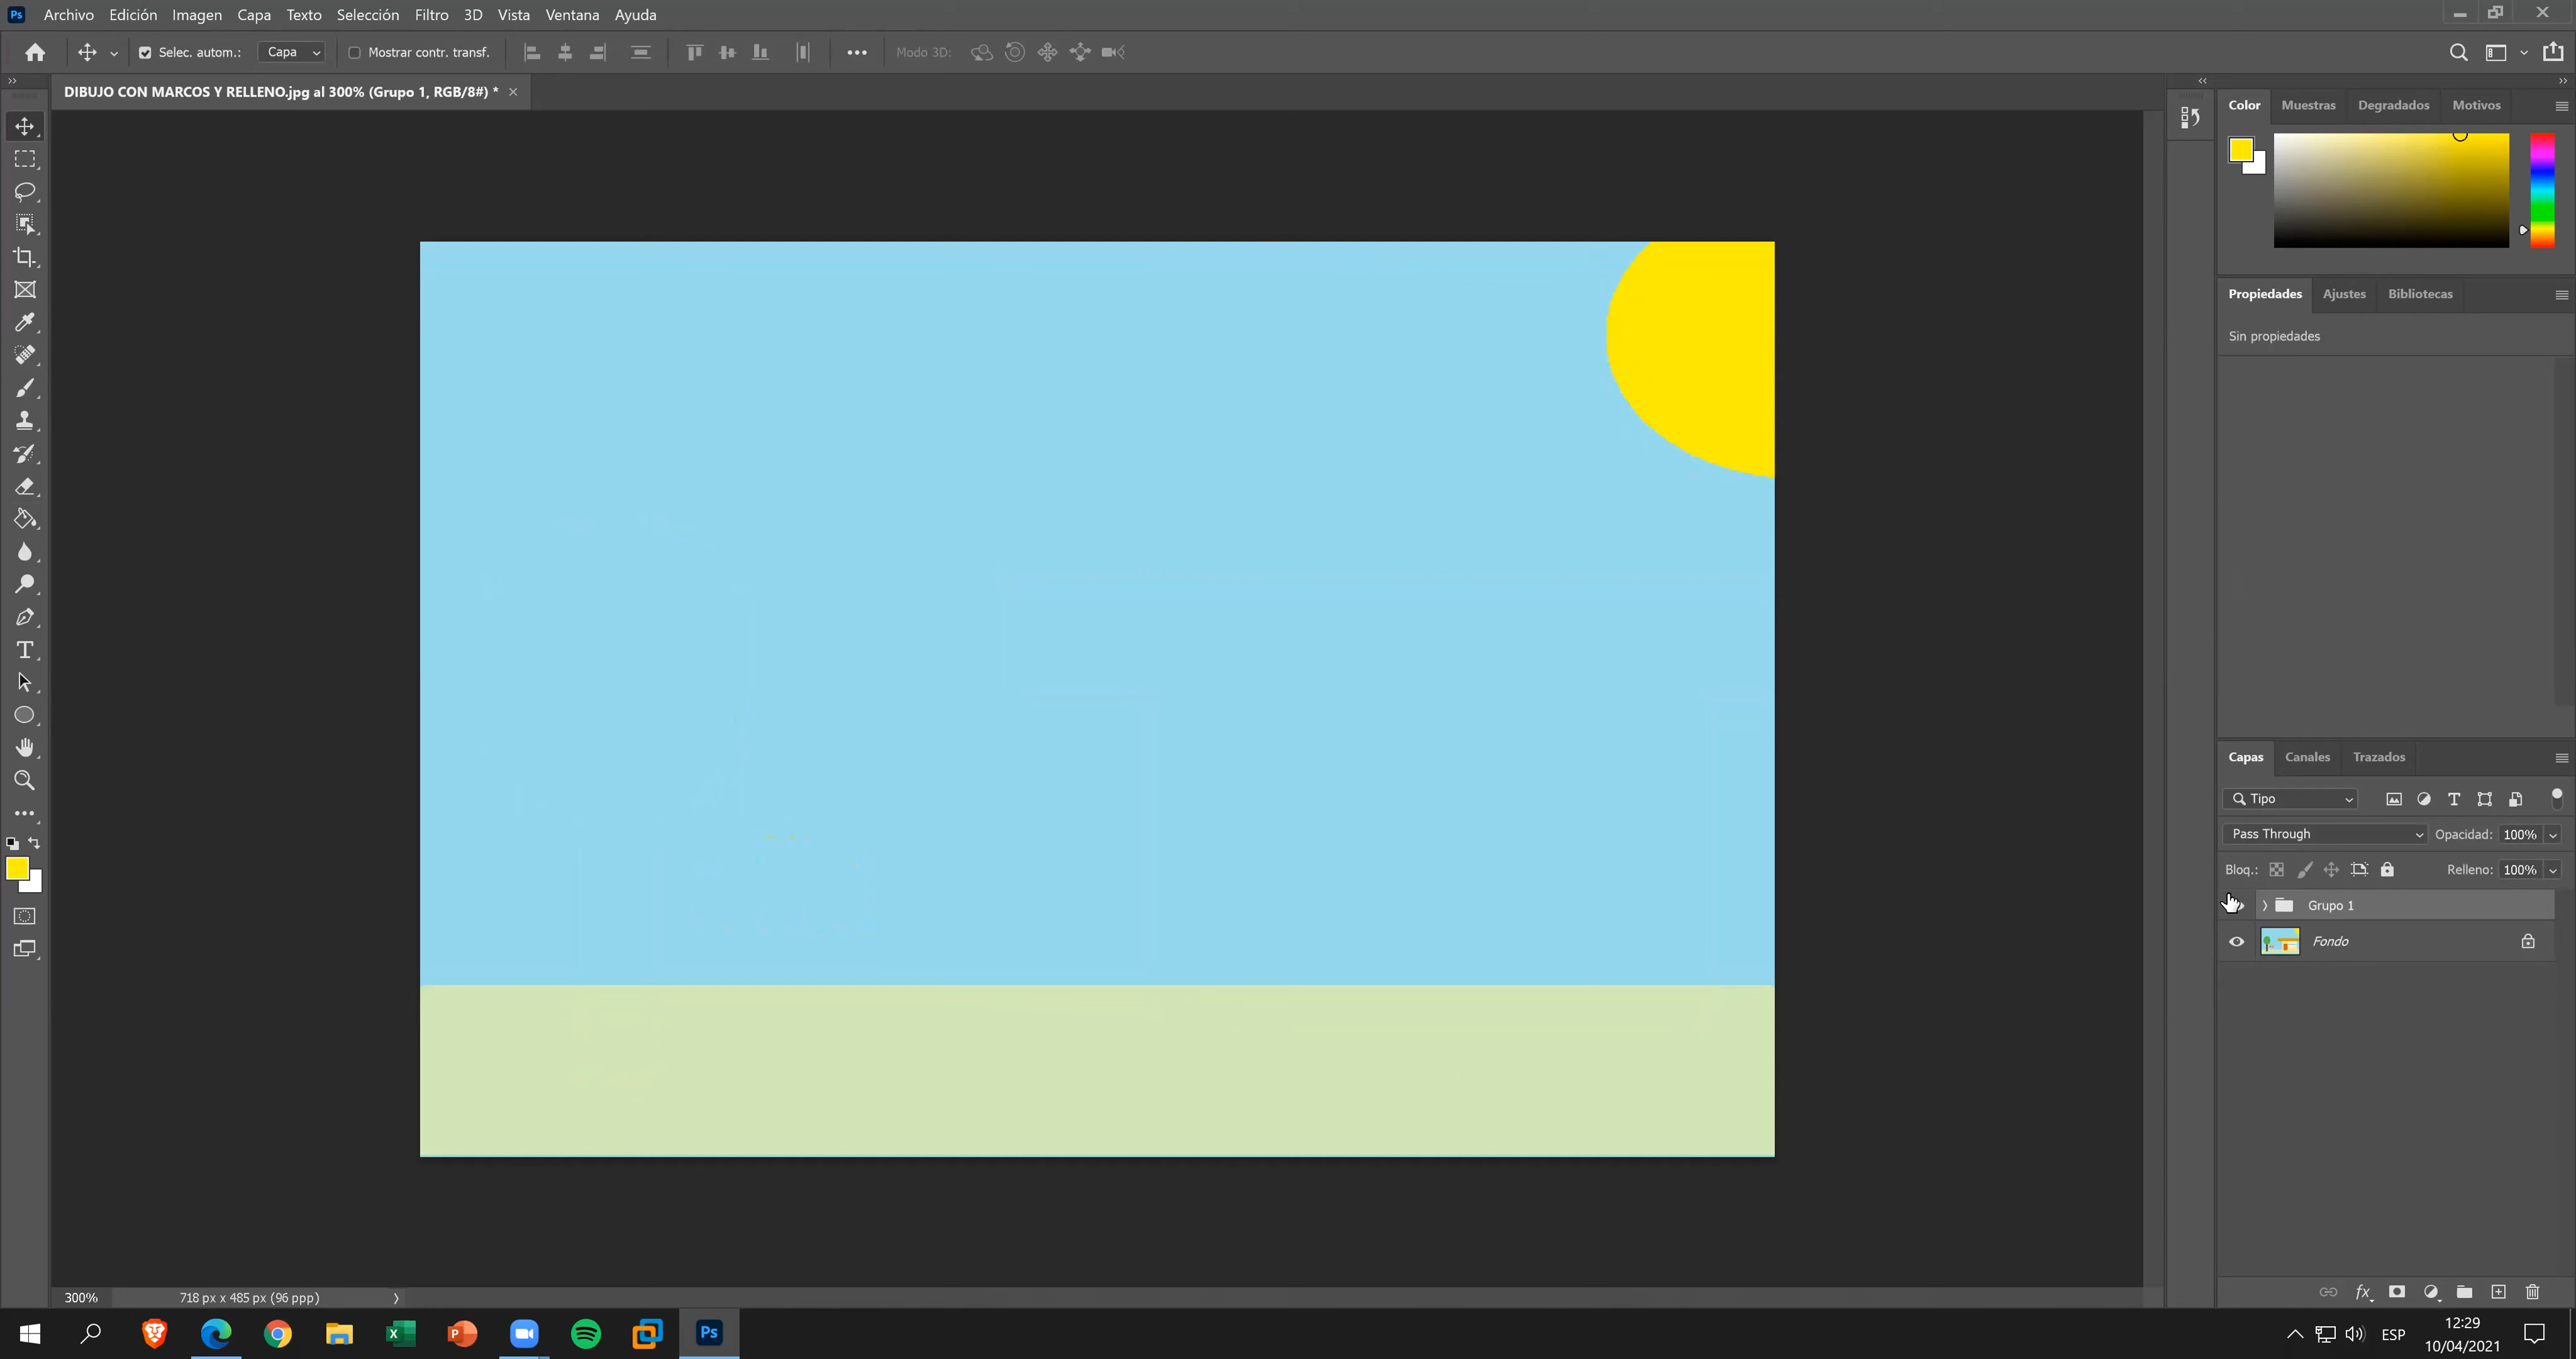 Ps Archivo Edición Imagen Capa Texto Selección Filtro 3D Vista Ventana Ayuda
Selec. autom.: Capa Mostrar contr. transf. Modo 3D:
DIBUJO CON MARCOS Y RELLENO.jpg al 300% (Grupo 1, RGB/8#) *
Color Muestras Degradados Motivos
Propiedades Ajustes Bibliotecas
Sin propiedades
Capas Canales Trazados
Tipo
Pass Through Opacidad: 100%
Bloq.: Relleno: 100%
Grupo 1
Fondo
300% 718 px x 485 px (96 ppp)
Ps ESP 12:29
10/04/2021